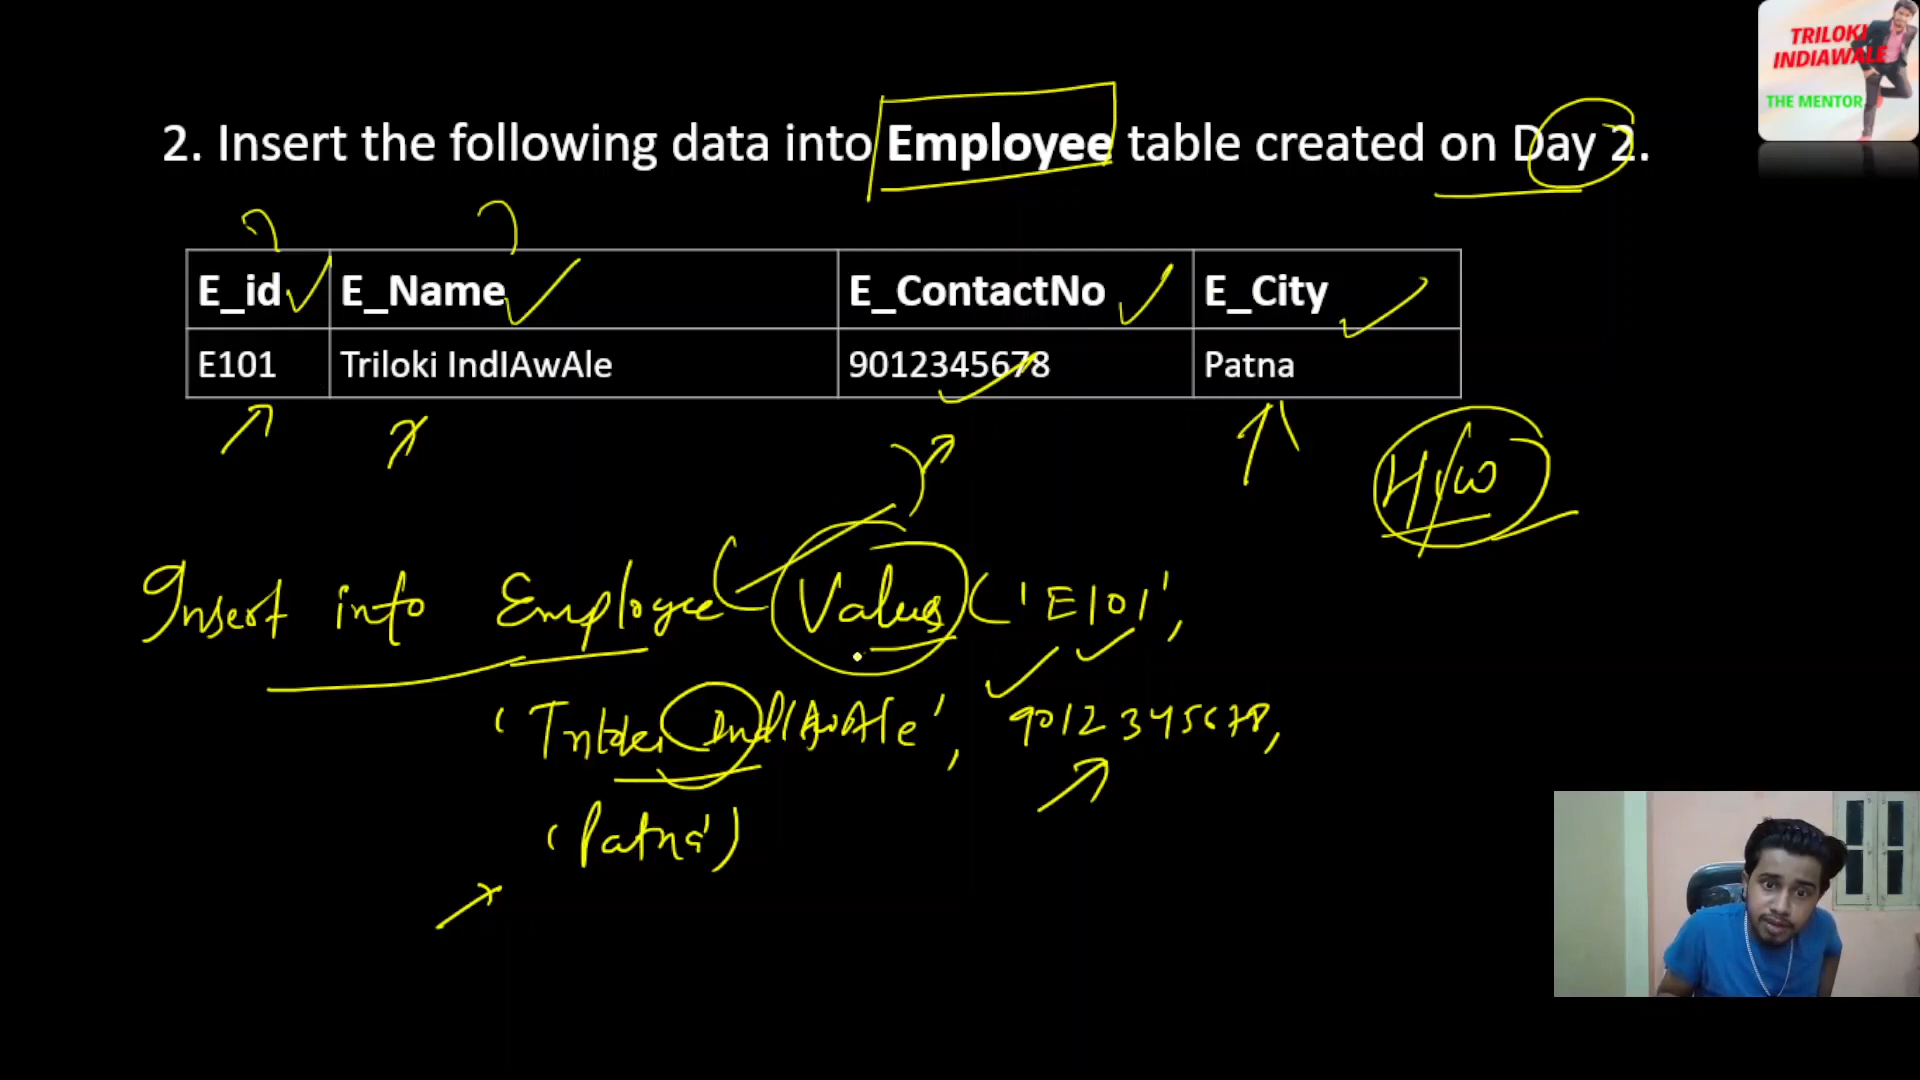 TRILOKI
INDIAWALE
THE MENTOR
2. Insert the following data into Employee table created on Day 2.
E_id E_Name E_ContactNo E_City
E101 Triloki IndIAwAle 9012345678 Patna
H/W
Insert into Employee ( Values ('E101',
IndIAwAle', 9012345678,
'Patna')